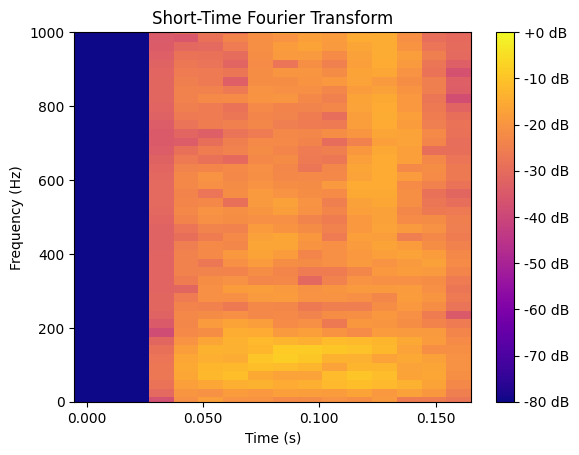 Short-Time Fourier Transform
1000
800
600
400
200
0
Frequency (Hz)
0.000
0.050
0.100
0.150
Time (s)
+0 dB
-10 dB
-20 dB
-30 dB
-40 dB
-50 dB
-60 dB
-70 dB
-80 dB